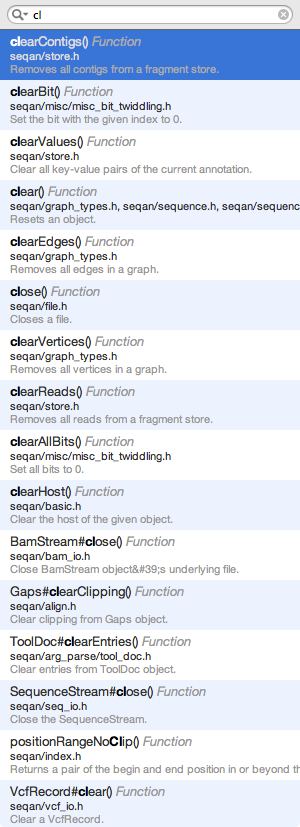 cl
clearContigs() Function
seqan/store.h
Removes all contigs from a fragment store.
clearBit() Function
seqan/misc/misc_bit_twiddling.h
Set the bit with the given index to 0.
clearValues() Function
seqan/store.h
Clear all key-value pairs of the current annotation.
clear() Function
seqan/graph_types.h, seqan/sequence.h, seqan/sequenc
Resets an object.
clearEdges() Function
seqan/graph_types.h
Removes all edges in a graph.
close() Function
seqan/file.h
Closes a file.
clearVertices() Function
seqan/graph_types.h
Removes all vertices in a graph.
clearReads() Function
seqan/store.h
Removes all reads from a fragment store.
clearAllBits() Function
seqan/misc/misc_bit_twiddling.h
Set all bits to 0.
clearHost() Function
seqan/basic.h
Clear the host of the given object.
BamStream#close() Function
seqan/bam_io.h
Close BamStream object&#39;s underlying file.
Gaps#clearClipping() Function
seqan/align.h
Clear clipping from Gaps object.
ToolDoc#clearEntries() Function
seqan/arg_parse/tool_doc.h
Clear entries from ToolDoc object.
SequenceStream#close() Function
seqan/seq_io.h
Close the SequenceStream.
positionRangeNoClip() Function
seqan/index.h
Returns a pair of the begin and end position in or beyond th
VcfRecord#clear() Function
seqan/vcf_io.h
Clear a VcfRecord.